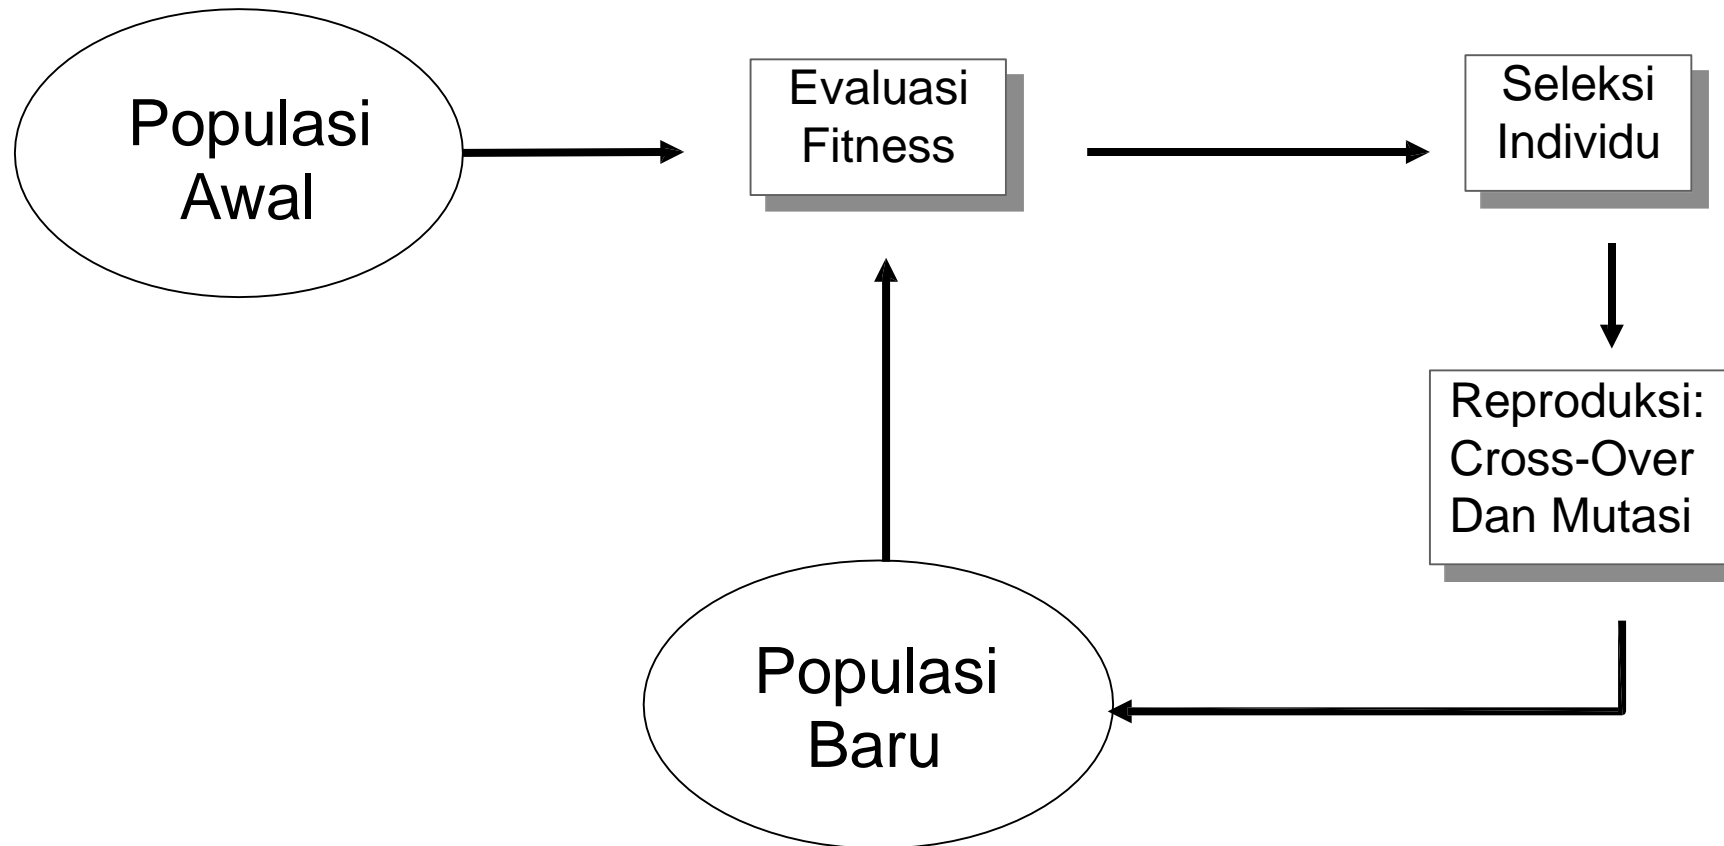 Populasi
Awal
Evaluasi
Fitness
Seleksi
Individu
Reproduksi:
Cross-Over
Dan Mutasi
Populasi
Baru